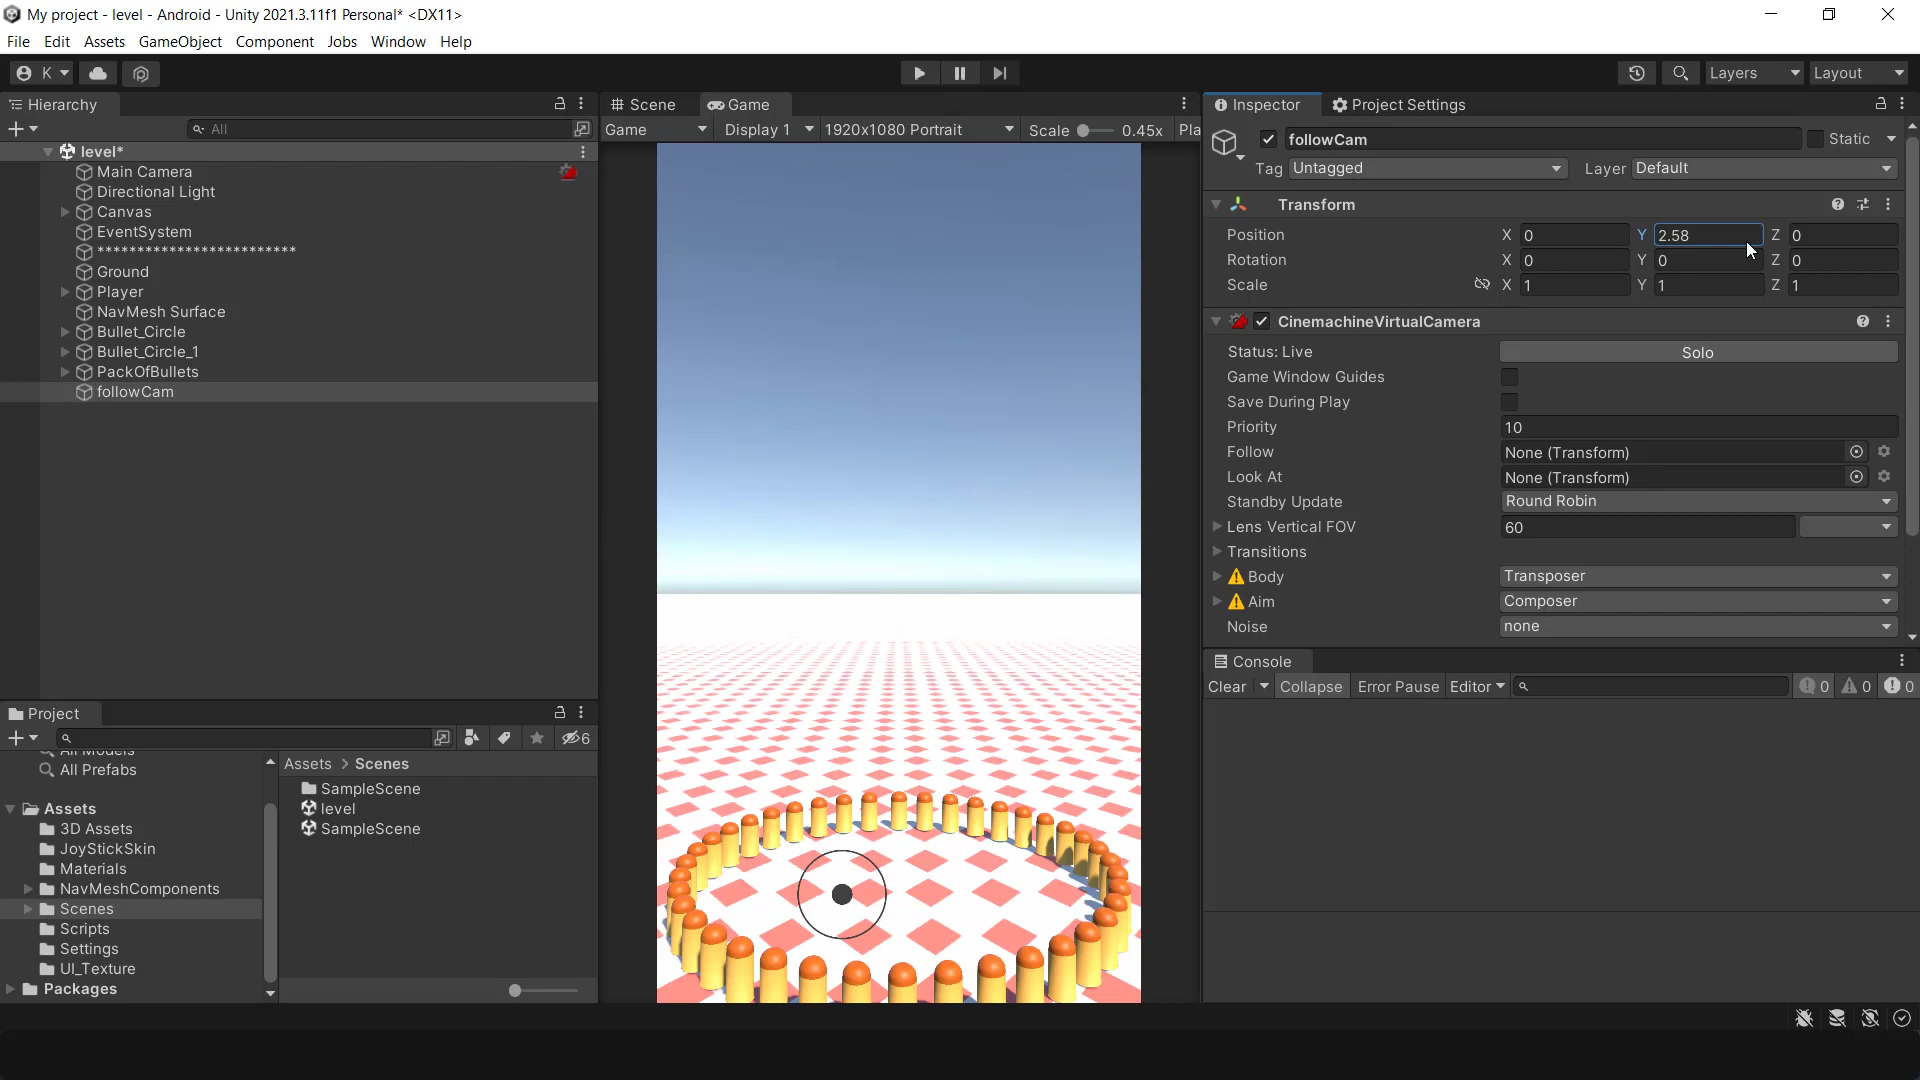 My project - level - Android - Unity 2021.3.11f1 Personal* <DX11>
File Edit Assets GameObject Component Jobs Window Help
K Layers Layout
Hierarchy
All
level*
Main Camera
Directional Light
Canvas
EventSystem
*************************
Ground
Player
NavMesh Surface
Bullet_Circle
Bullet_Circle_1
PackOfBullets
followCam
Scene Game
Game Display 1 1920x1080 Portrait Scale 0.45x Pla
Inspector Project Settings
followCam Static
Tag Untagged Layer Default
Transform
Position X 0 Y 2.58 Z 0
Rotation X 0 Y 0 Z 0
Scale X 1 Y 1 Z 1
CinemachineVirtualCamera
Status: Live Solo
Game Window Guides
Save During Play
Priority 10
Follow None (Transform)
Look At None (Transform)
Standby Update Round Robin
Lens Vertical FOV 60
Transitions
Body Transposer
Aim Composer
Noise none
Console
Clear Collapse Error Pause Editor 0 0 0
Project
6
All Models
All Prefabs
Assets
3D Assets
JoyStickSkin
Materials
NavMeshComponents
Scenes
Scripts
Settings
UI_Texture
Packages
Assets > Scenes
SampleScene
level
SampleScene